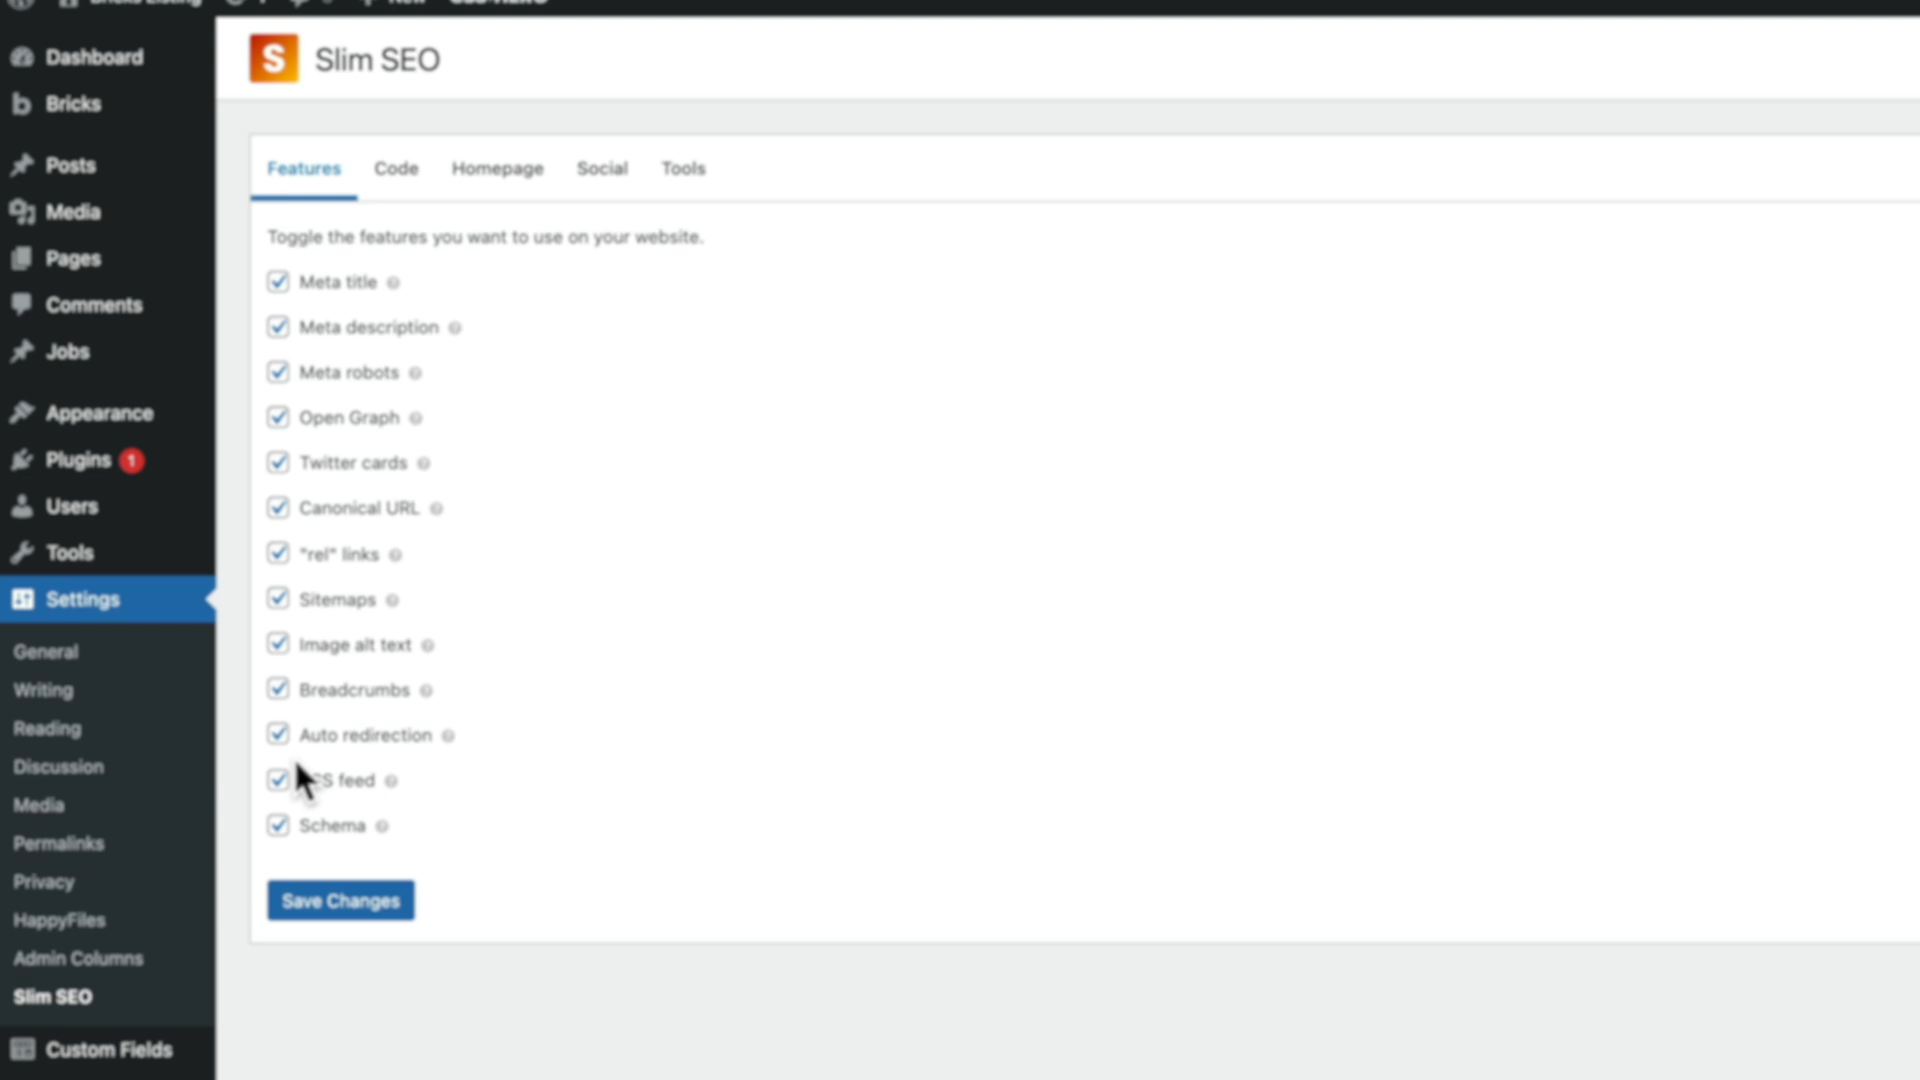 S Slim SEO
Dashboard
Bricks
Posts
Media
Pages
Comments
Jobs
Appearance
Plugins 1
Users
Tools
Settings
General
Writing
Reading
Discussion
Media
Permalinks
Privacy
HappyFiles
Admin Columns
Slim SEO
Custom Fields
Features Code Homepage Social Tools
Toggle the features you want to use on your website.
Meta title
Meta description
Meta robots
Open Graph
Twitter cards
Canonical URL
"rel" links
Sitemaps
Image alt text
Breadcrumbs
Auto redirection
feed
Schema
Save Changes